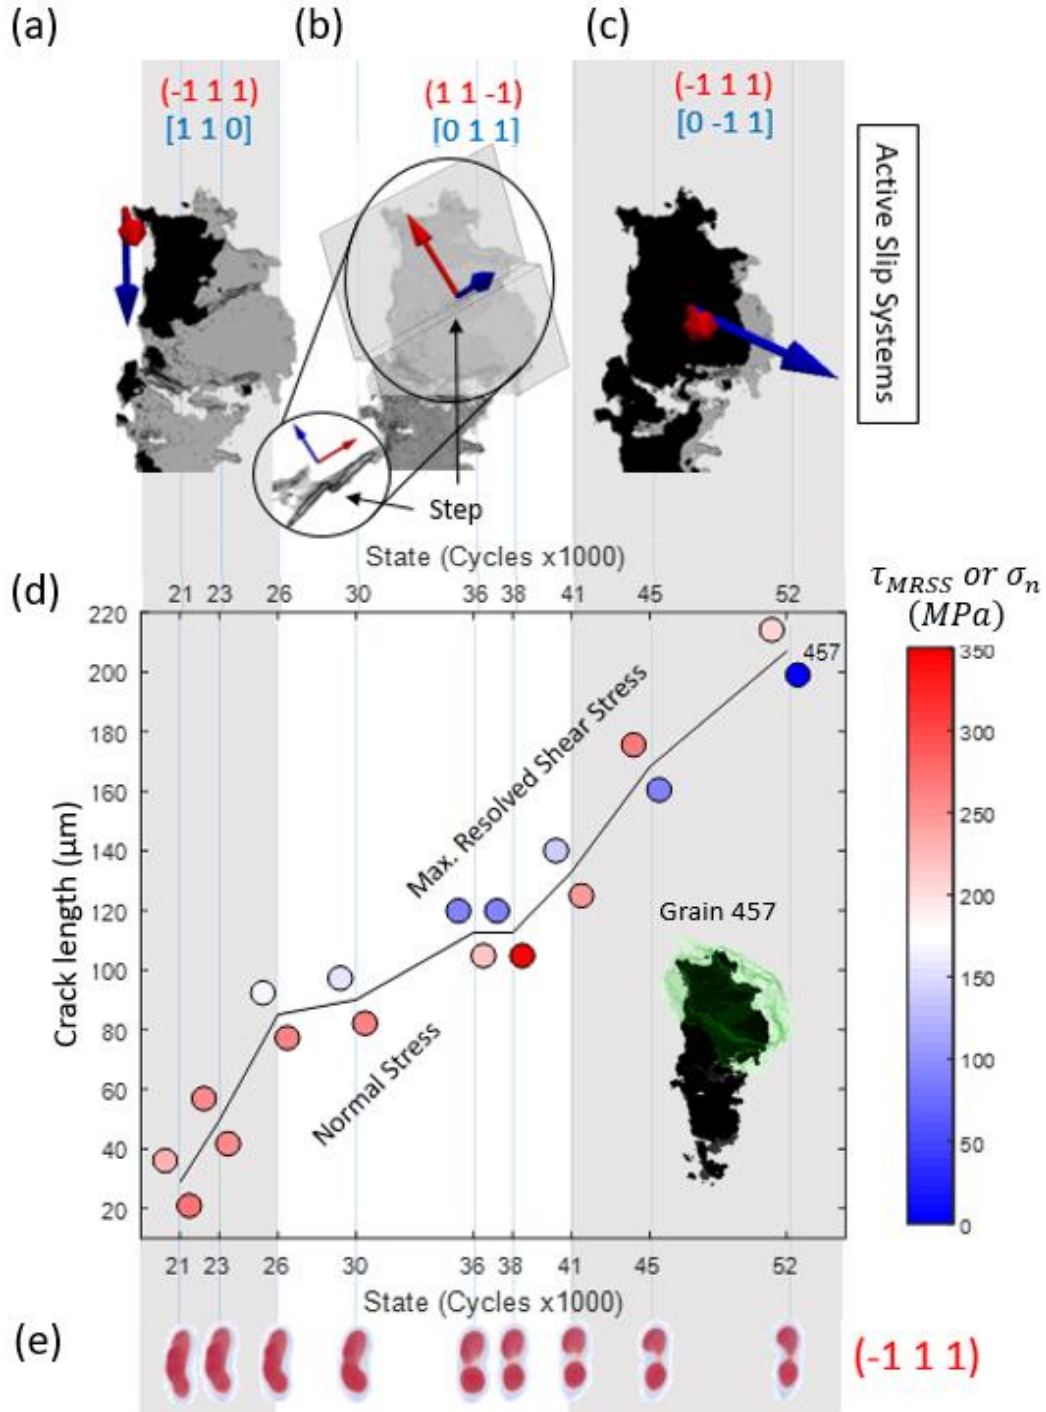 (a)
(b)
(c)
(-1 1 1)
[1 1 0]
(1 1 -1)
[0 1 1]
(-1 1 1)
[0 -1 1]
Active Slip Systems
Step
State (Cycles x1000)
(d)
21 23 26 30 36 38 41 45 52
τ_MRSS or σ_n
(MPa)
220
200
180
160
140
120
100
80
60
40
20
Crack length (µm)
Max. Resolved Shear Stress
Normal Stress
457
Grain 457
350
300
250
200
150
100
50
0
21 23 26 30 36 38 41 45 52
State (Cycles x1000)
(e)
(-1 1 1)